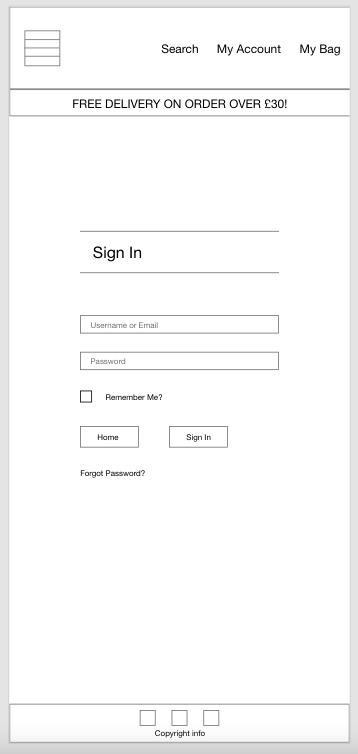 Search My Account My Bag
FREE DELIVERY ON ORDER OVER £30!
Sign In
Username or Email
Password
Remember Me?
Home Sign In
Forgot Password?
Copyright info